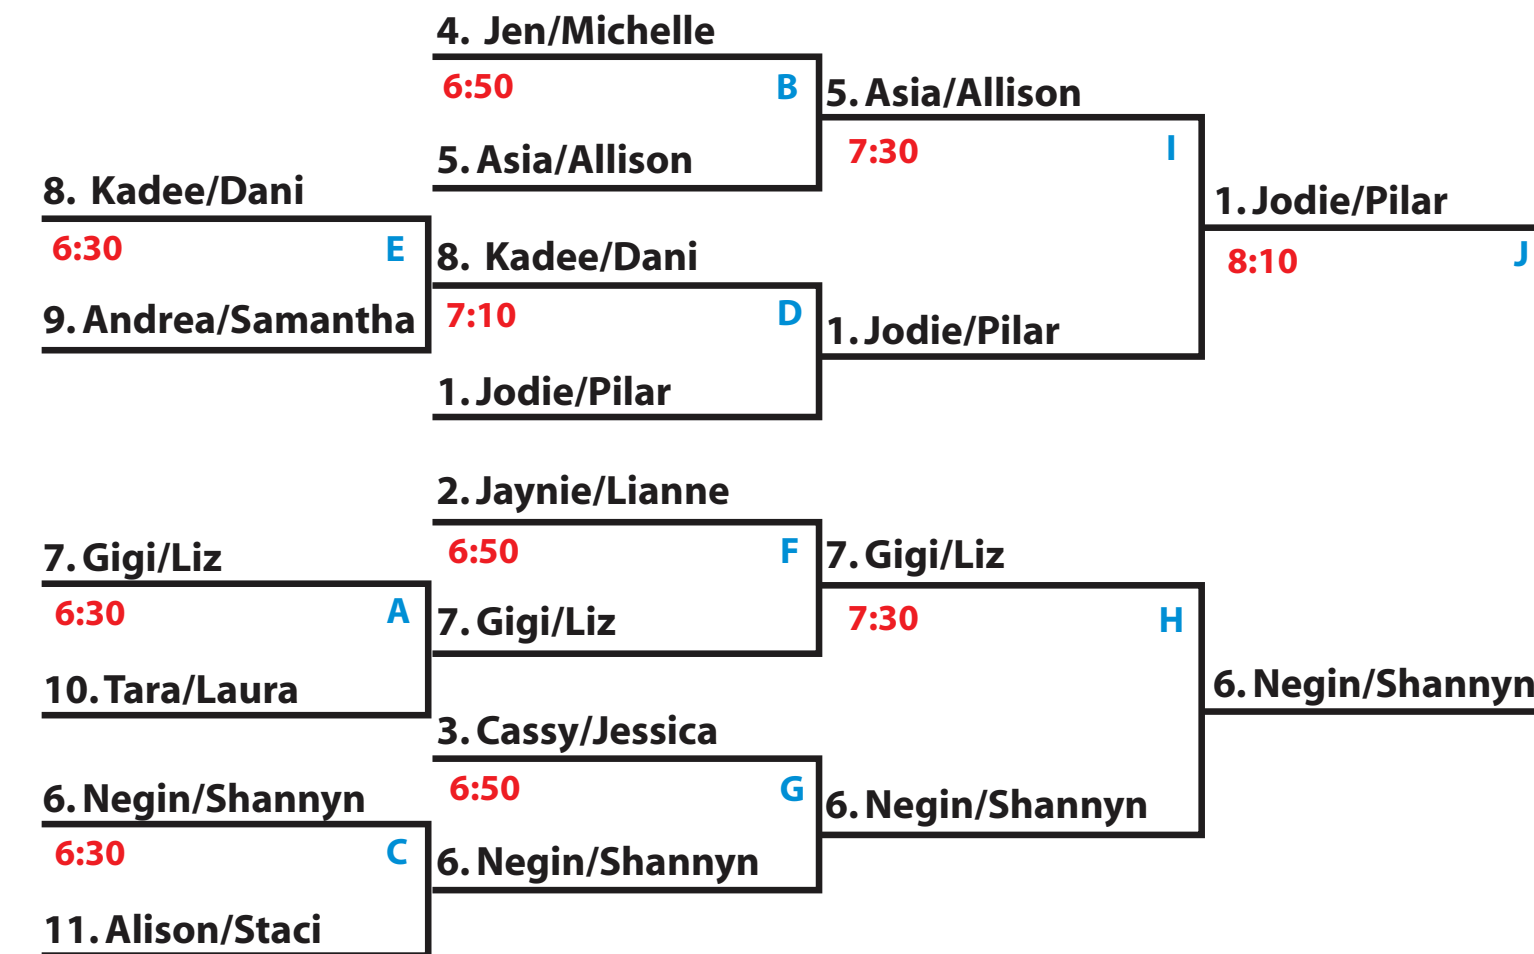 4. Jen/Michelle
6:50 B
5. Asia/Allison
5. Asia/Allison
7:30 I
8. Kadee/Dani
6:30 E
9. Andrea/Samantha
8. Kadee/Dani
7:10 D
1. Jodie/Pilar
1. Jodie/Pilar
1. Jodie/Pilar
8:10 J
2. Jaynie/Lianne
6:50 F
7. Gigi/Liz
7. Gigi/Liz
6:30 A
10. Tara/Laura
7. Gigi/Liz
7:30 H
3. Cassy/Jessica
6:50 G
6. Negin/Shannyn
6. Negin/Shannyn
6:30 C
11. Alison/Staci
6. Negin/Shannyn
6. Negin/Shannyn